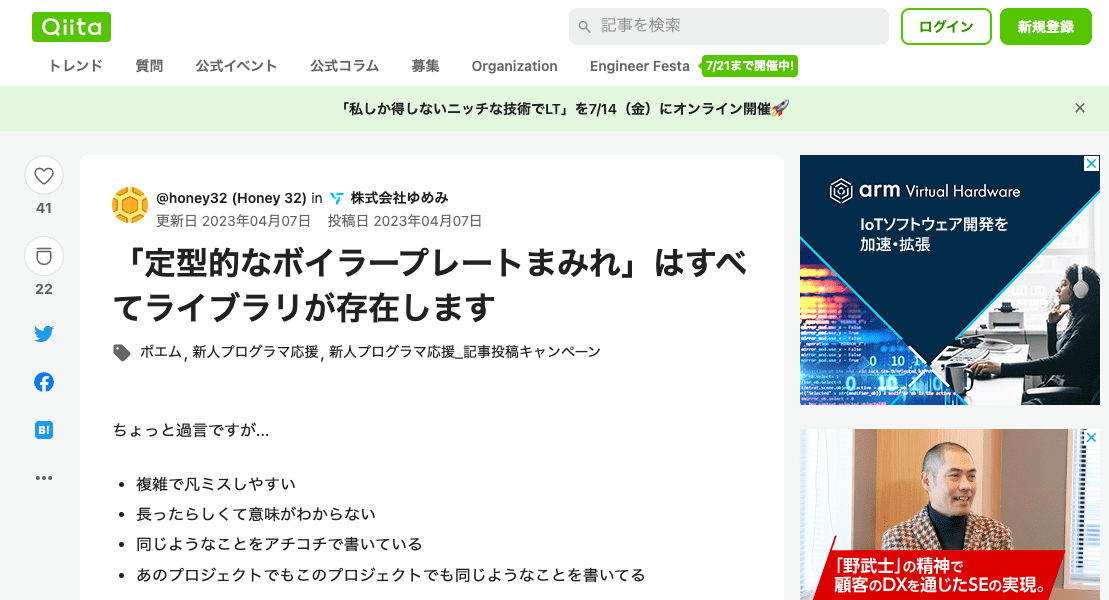 Qiita
記事を検索
ログイン
新規登録
トレンド
質問
公式イベント
公式コラム
募集
Organization
Engineer Festa
7/21まで開催中!
「私しか得しないニッチな技術でLT」を7/14（金）にオンライン開催🚀
41
22
B!
@honey32 (Honey 32) in 株式会社ゆめみ
更新日 2023年04月07日 投稿日 2023年04月07日
「定型的なボイラープレートまみれ」はすべ
てライブラリが存在します
ポエム, 新人プログラマ応援, 新人プログラマ応援_記事投稿キャンペーン
ちょっと過言ですが...
複雑で凡ミスしやすい
長ったらしくて意味がわからない
同じようなことをアチコチで書いている
あのプロジェクトでもこのプロジェクトでも同じようなことを書いてる
arm Virtual Hardware
IoTソフトウェア開発を
加速・拡張
「野武士」の精神で
顧客のDXを通じたSEの実現。